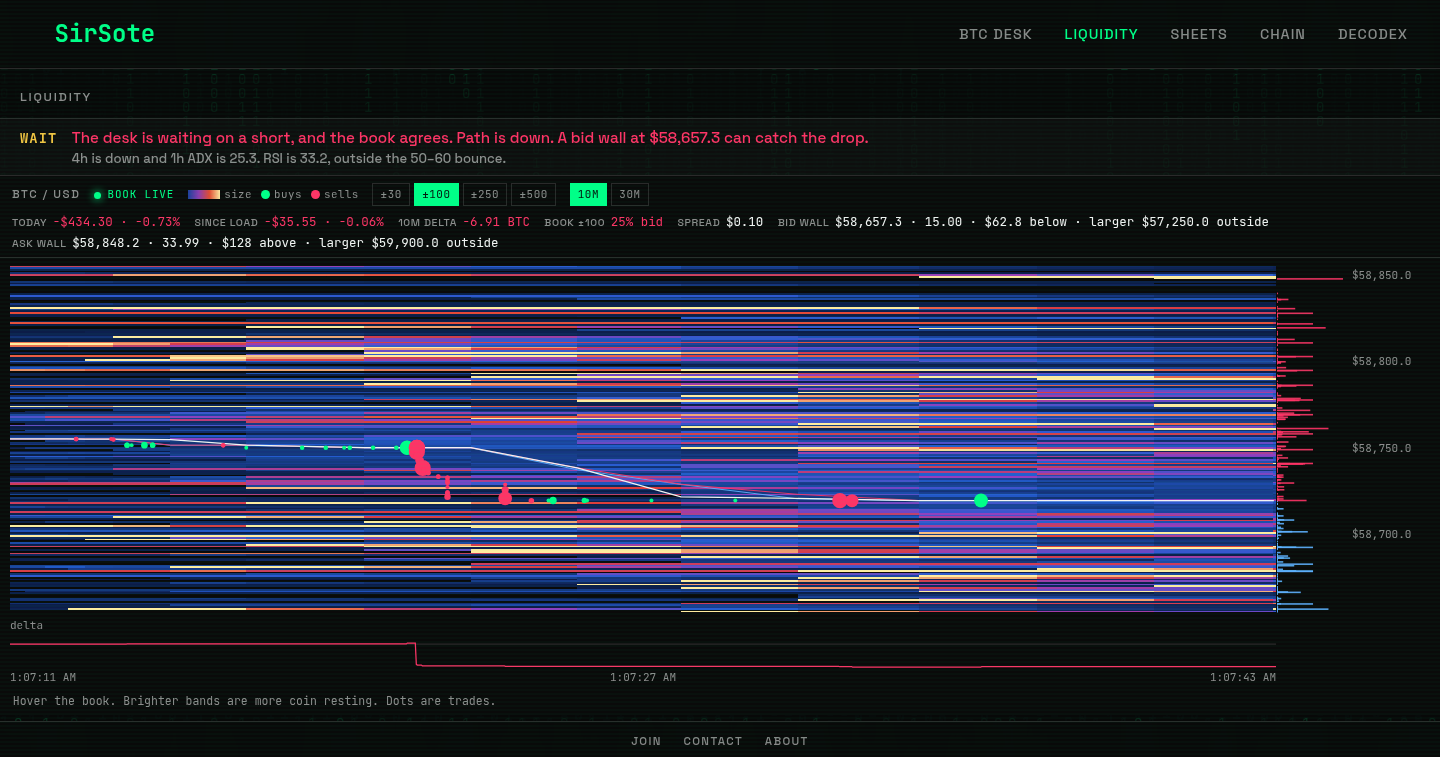 SirSote
BTC DESK LIQUIDITY SHEETS CHAIN DECODEX
LIQUIDITY
WAIT The desk is waiting on a short, and the book agrees. Path is down. A bid wall at $58,657.3 can catch the drop.
4h is down and 1h ADX is 25.3. RSI is 33.2, outside the 50–60 bounce.
BTC / USD BOOK LIVE size buys sells ±30 ±100 ±250 ±500 10M 30M
TODAY -$434.30 · -0.73% SINCE LOAD -$35.55 · -0.06% 10M DELTA -6.91 BTC BOOK ±100 25% bid SPREAD $0.10 BID WALL $58,657.3 · 15.00 · $62.8 below · larger $57,250.0 outside
ASK WALL $58,848.2 · 33.99 · $128 above · larger $59,900.0 outside
$58,850.0
$58,800.0
$58,750.0
$58,700.0
delta
1:07:11 AM 1:07:27 AM 1:07:43 AM
Hover the book. Brighter bands are more coin resting. Dots are trades.
JOIN CONTACT ABOUT